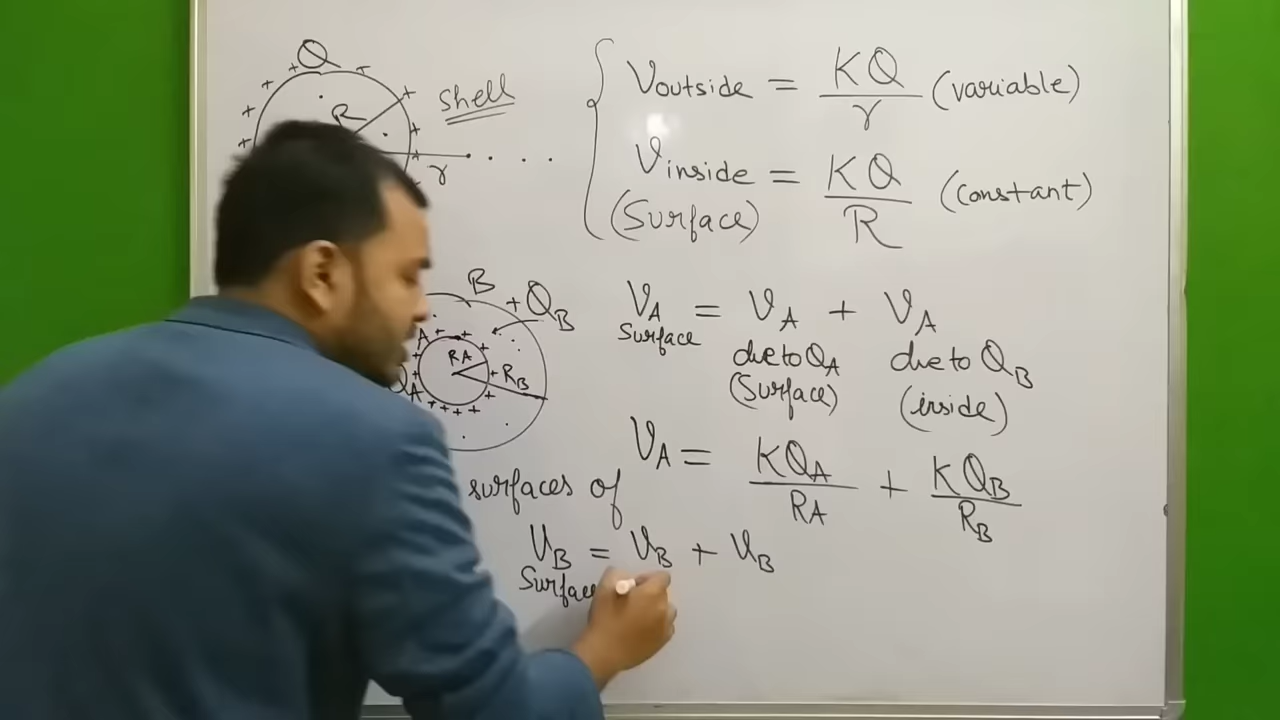 Q
R
shell
r
Voutside = KQ/r (variable)
Vinside = KQ/R (constant)
(Surface)
B
+QB
A
RA
RB
QA
VA = VA + VA
Surface due to QA due to QB
(Surface) (inside)
VA = KQA/RA + KQB/RB
surfaces of
VB = VB + VB
Surface